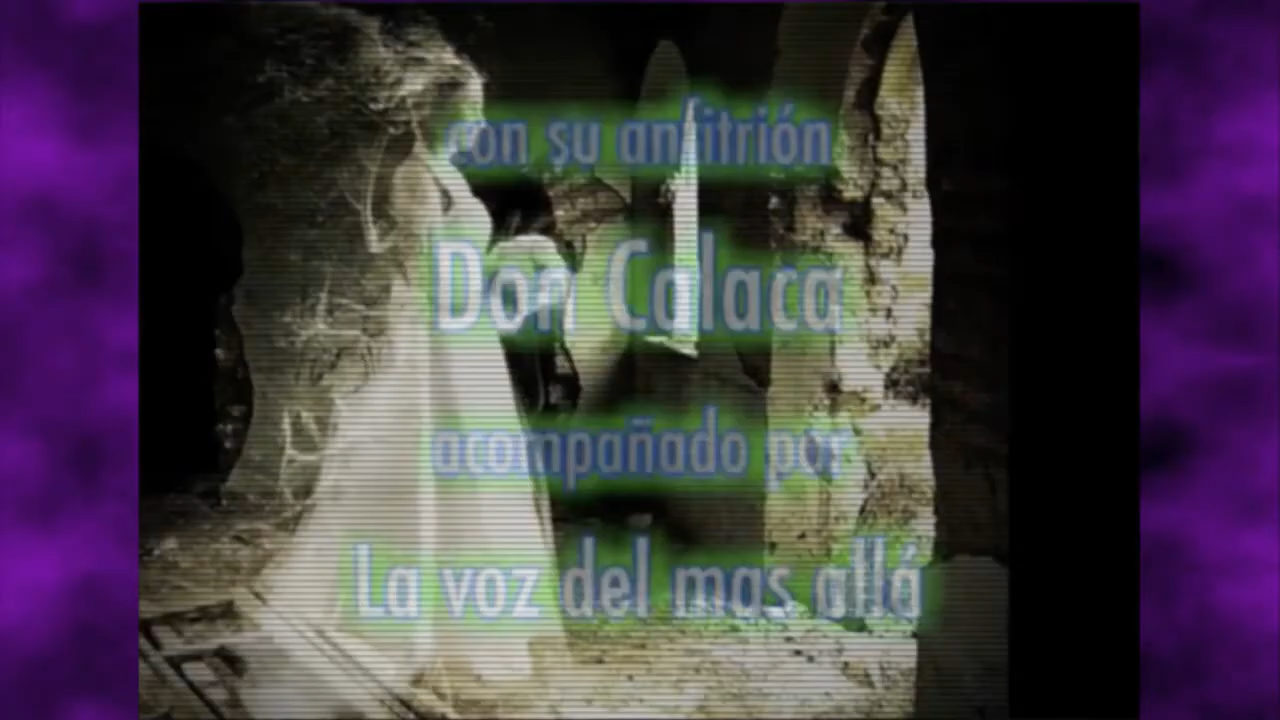 con su anfitrión
Don Calaca
acompañado por
La voz del mas allá